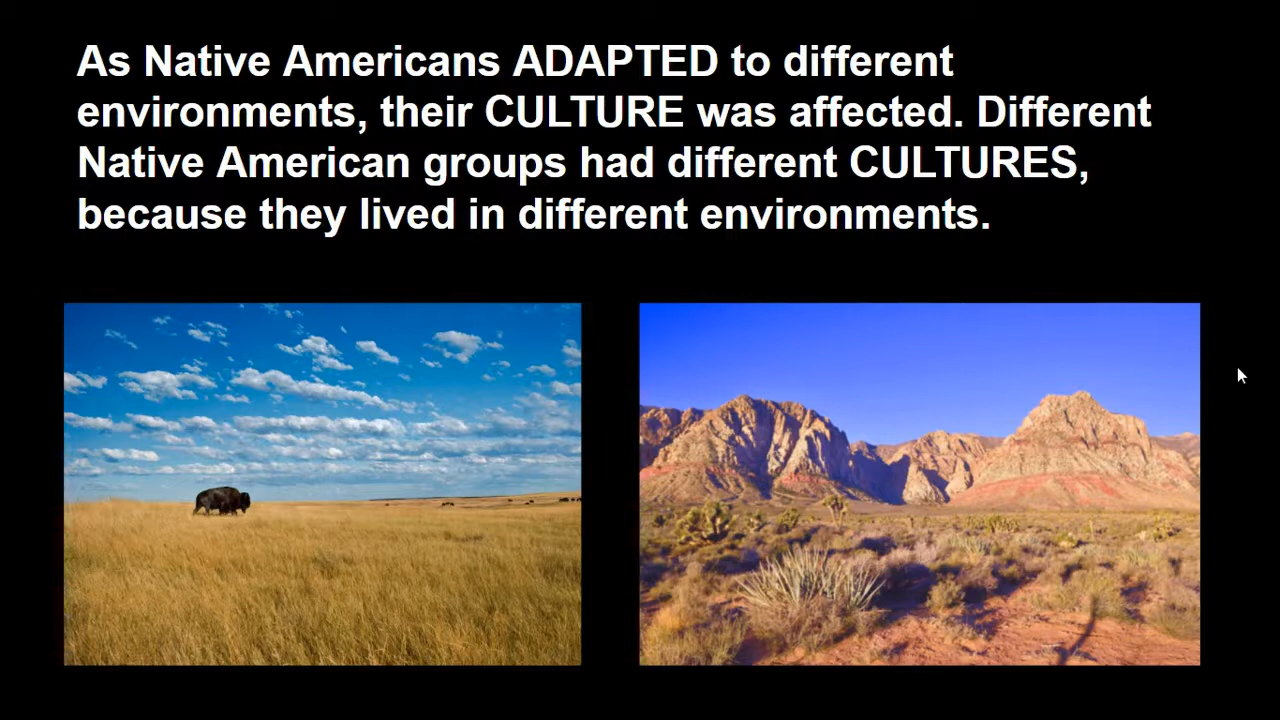 As Native Americans ADAPTED to different
environments, their CULTURE was affected. Different
Native American groups had different CULTURES,
because they lived in different environments.